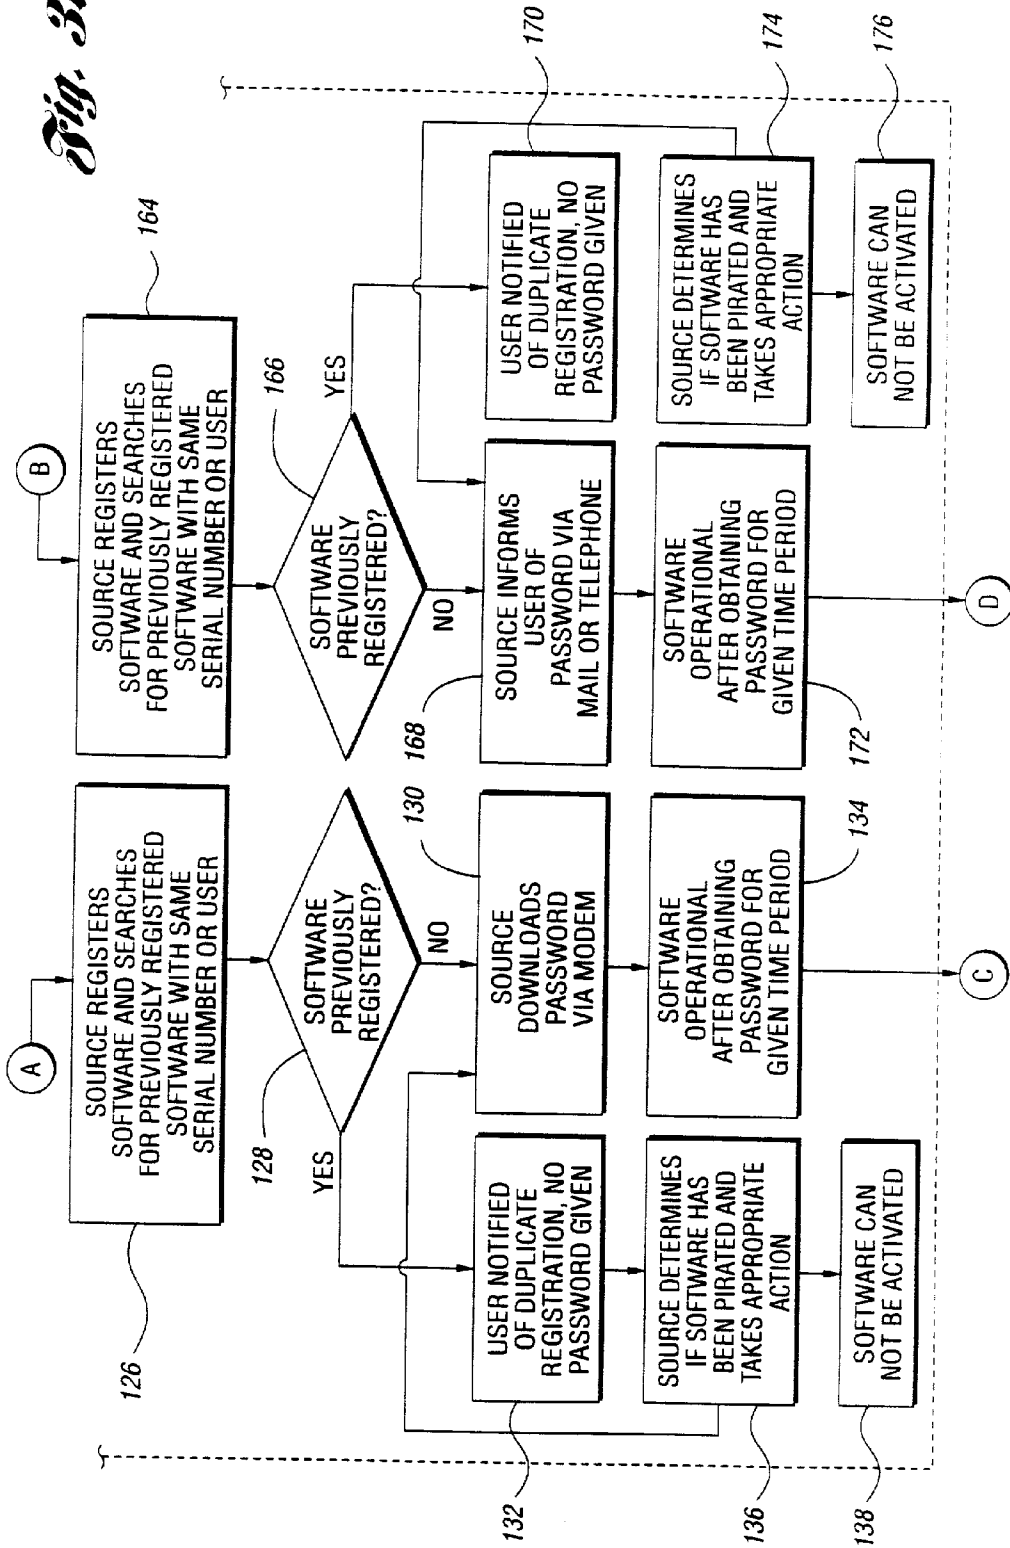 Fig. 3
A
126
SOURCE REGISTERS
SOFTWARE AND SEARCHES
FOR PREVIOUSLY REGISTERED
SOFTWARE WITH SAME
SERIAL NUMBER OR USER
128
SOFTWARE
PREVIOUSLY
REGISTERED?
YES
NO
130
SOURCE
DOWNLOADS
PASSWORD
VIA MODEM
132
USER NOTIFIED
OF DUPLICATE
REGISTRATION, NO
PASSWORD GIVEN
134
SOFTWARE
OPERATIONAL
AFTER OBTAINING
PASSWORD FOR
GIVEN TIME PERIOD
136
SOURCE DETERMINES
IF SOFTWARE HAS
BEEN PIRATED AND
TAKES APPROPRIATE
ACTION
138
SOFTWARE CAN
NOT BE ACTIVATED
C
B
164
SOURCE REGISTERS
SOFTWARE AND SEARCHES
FOR PREVIOUSLY REGISTERED
SOFTWARE WITH SAME
SERIAL NUMBER OR USER
166
SOFTWARE
PREVIOUSLY
REGISTERED?
YES
NO
168
SOURCE INFORMS
USER OF
PASSWORD VIA
MAIL OR TELEPHONE
170
USER NOTIFIED
OF DUPLICATE
REGISTRATION, NO
PASSWORD GIVEN
172
SOFTWARE
OPERATIONAL
AFTER OBTAINING
PASSWORD FOR
GIVEN TIME PERIOD
174
SOURCE DETERMINES
IF SOFTWARE HAS
BEEN PIRATED AND
TAKES APPROPRIATE
ACTION
176
SOFTWARE CAN
NOT BE ACTIVATED
D